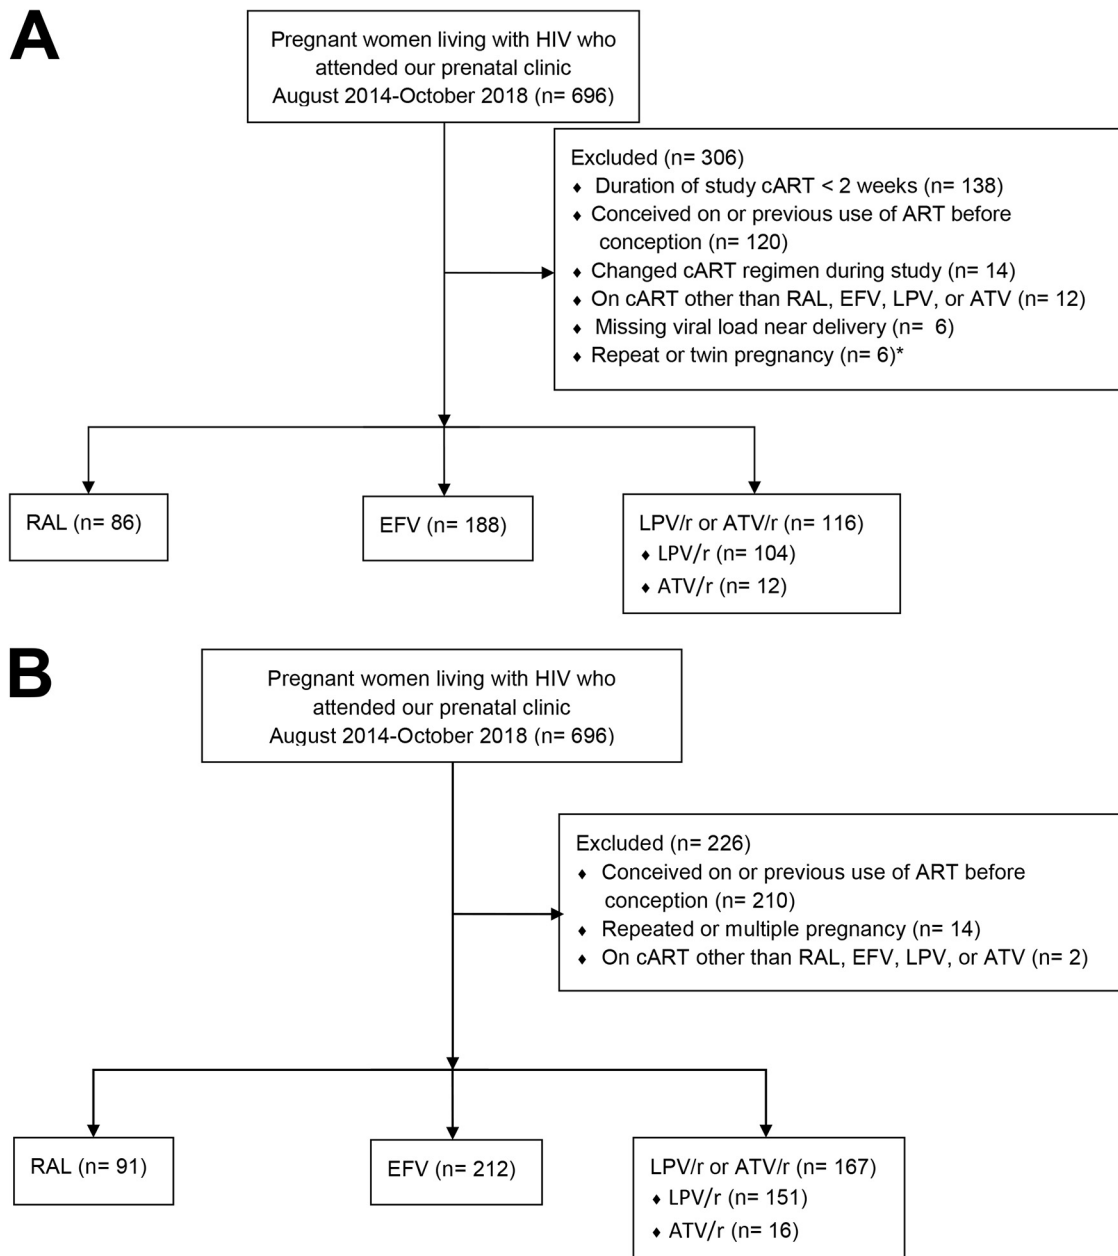 A
Pregnant women living with HIV who
attended our prenatal clinic
August 2014-October 2018 (n= 696)
Excluded (n= 306)
♦ Duration of study cART < 2 weeks (n= 138)
♦ Conceived on or previous use of ART before
conception (n= 120)
♦ Changed cART regimen during study (n= 14)
♦ On cART other than RAL, EFV, LPV, or ATV (n= 12)
♦ Missing viral load near delivery (n= 6)
♦ Repeat or twin pregnancy (n= 6)*
RAL (n= 86)
EFV (n= 188)
LPV/r or ATV/r (n= 116)
♦ LPV/r (n= 104)
♦ ATV/r (n= 12)
B
Pregnant women living with HIV who
attended our prenatal clinic
August 2014-October 2018 (n= 696)
Excluded (n= 226)
♦ Conceived on or previous use of ART before
conception (n= 210)
♦ Repeated or multiple pregnancy (n= 14)
♦ On cART other than RAL, EFV, LPV, or ATV (n= 2)
RAL (n= 91)
EFV (n= 212)
LPV/r or ATV/r (n= 167)
♦ LPV/r (n= 151)
♦ ATV/r (n= 16)